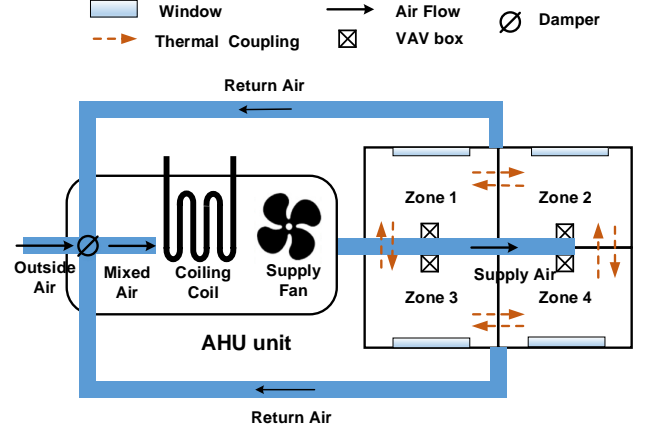 Window
Air Flow
Damper
Thermal Coupling
VAV box
Return Air
Zone 1
Zone 2
Outside
Air
Mixed
Air
Coiling
Coil
Supply
Fan
Supply Air
Zone 3
Zone 4
AHU unit
Return Air